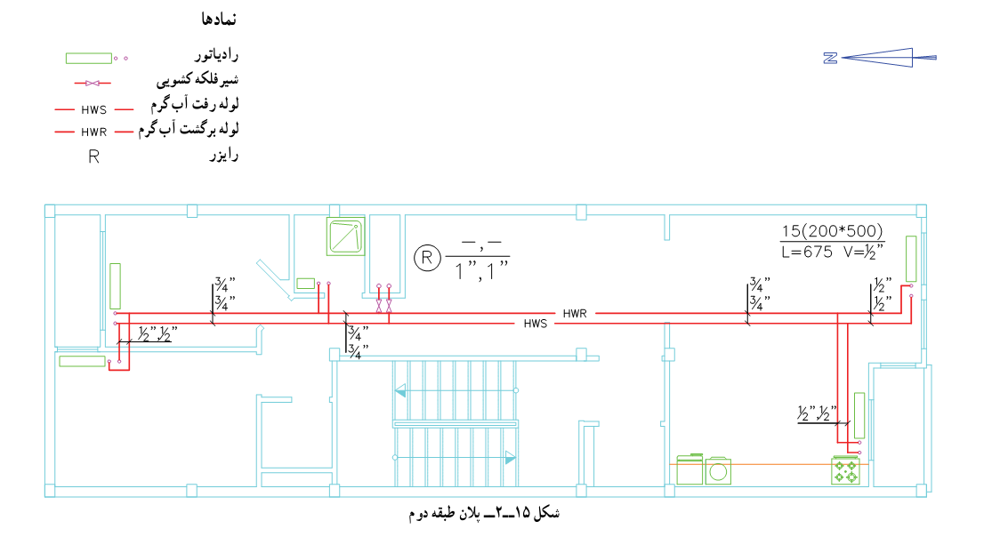 نمادها
رادیاتور
شیرفلکه کشویی
HWS لوله رفت آب گرم
HWR لوله برگشت آب گرم
R رایزر
N
15(200*500)
L=675 V=½"
R —,—
1",1"
¾" ¾" ½"
¾" ¾" ½"
HWR
HWS
½",½"
¾"
¾"
½",½"
شکل ۱۵ــ۲ــ پلان طبقه دوم